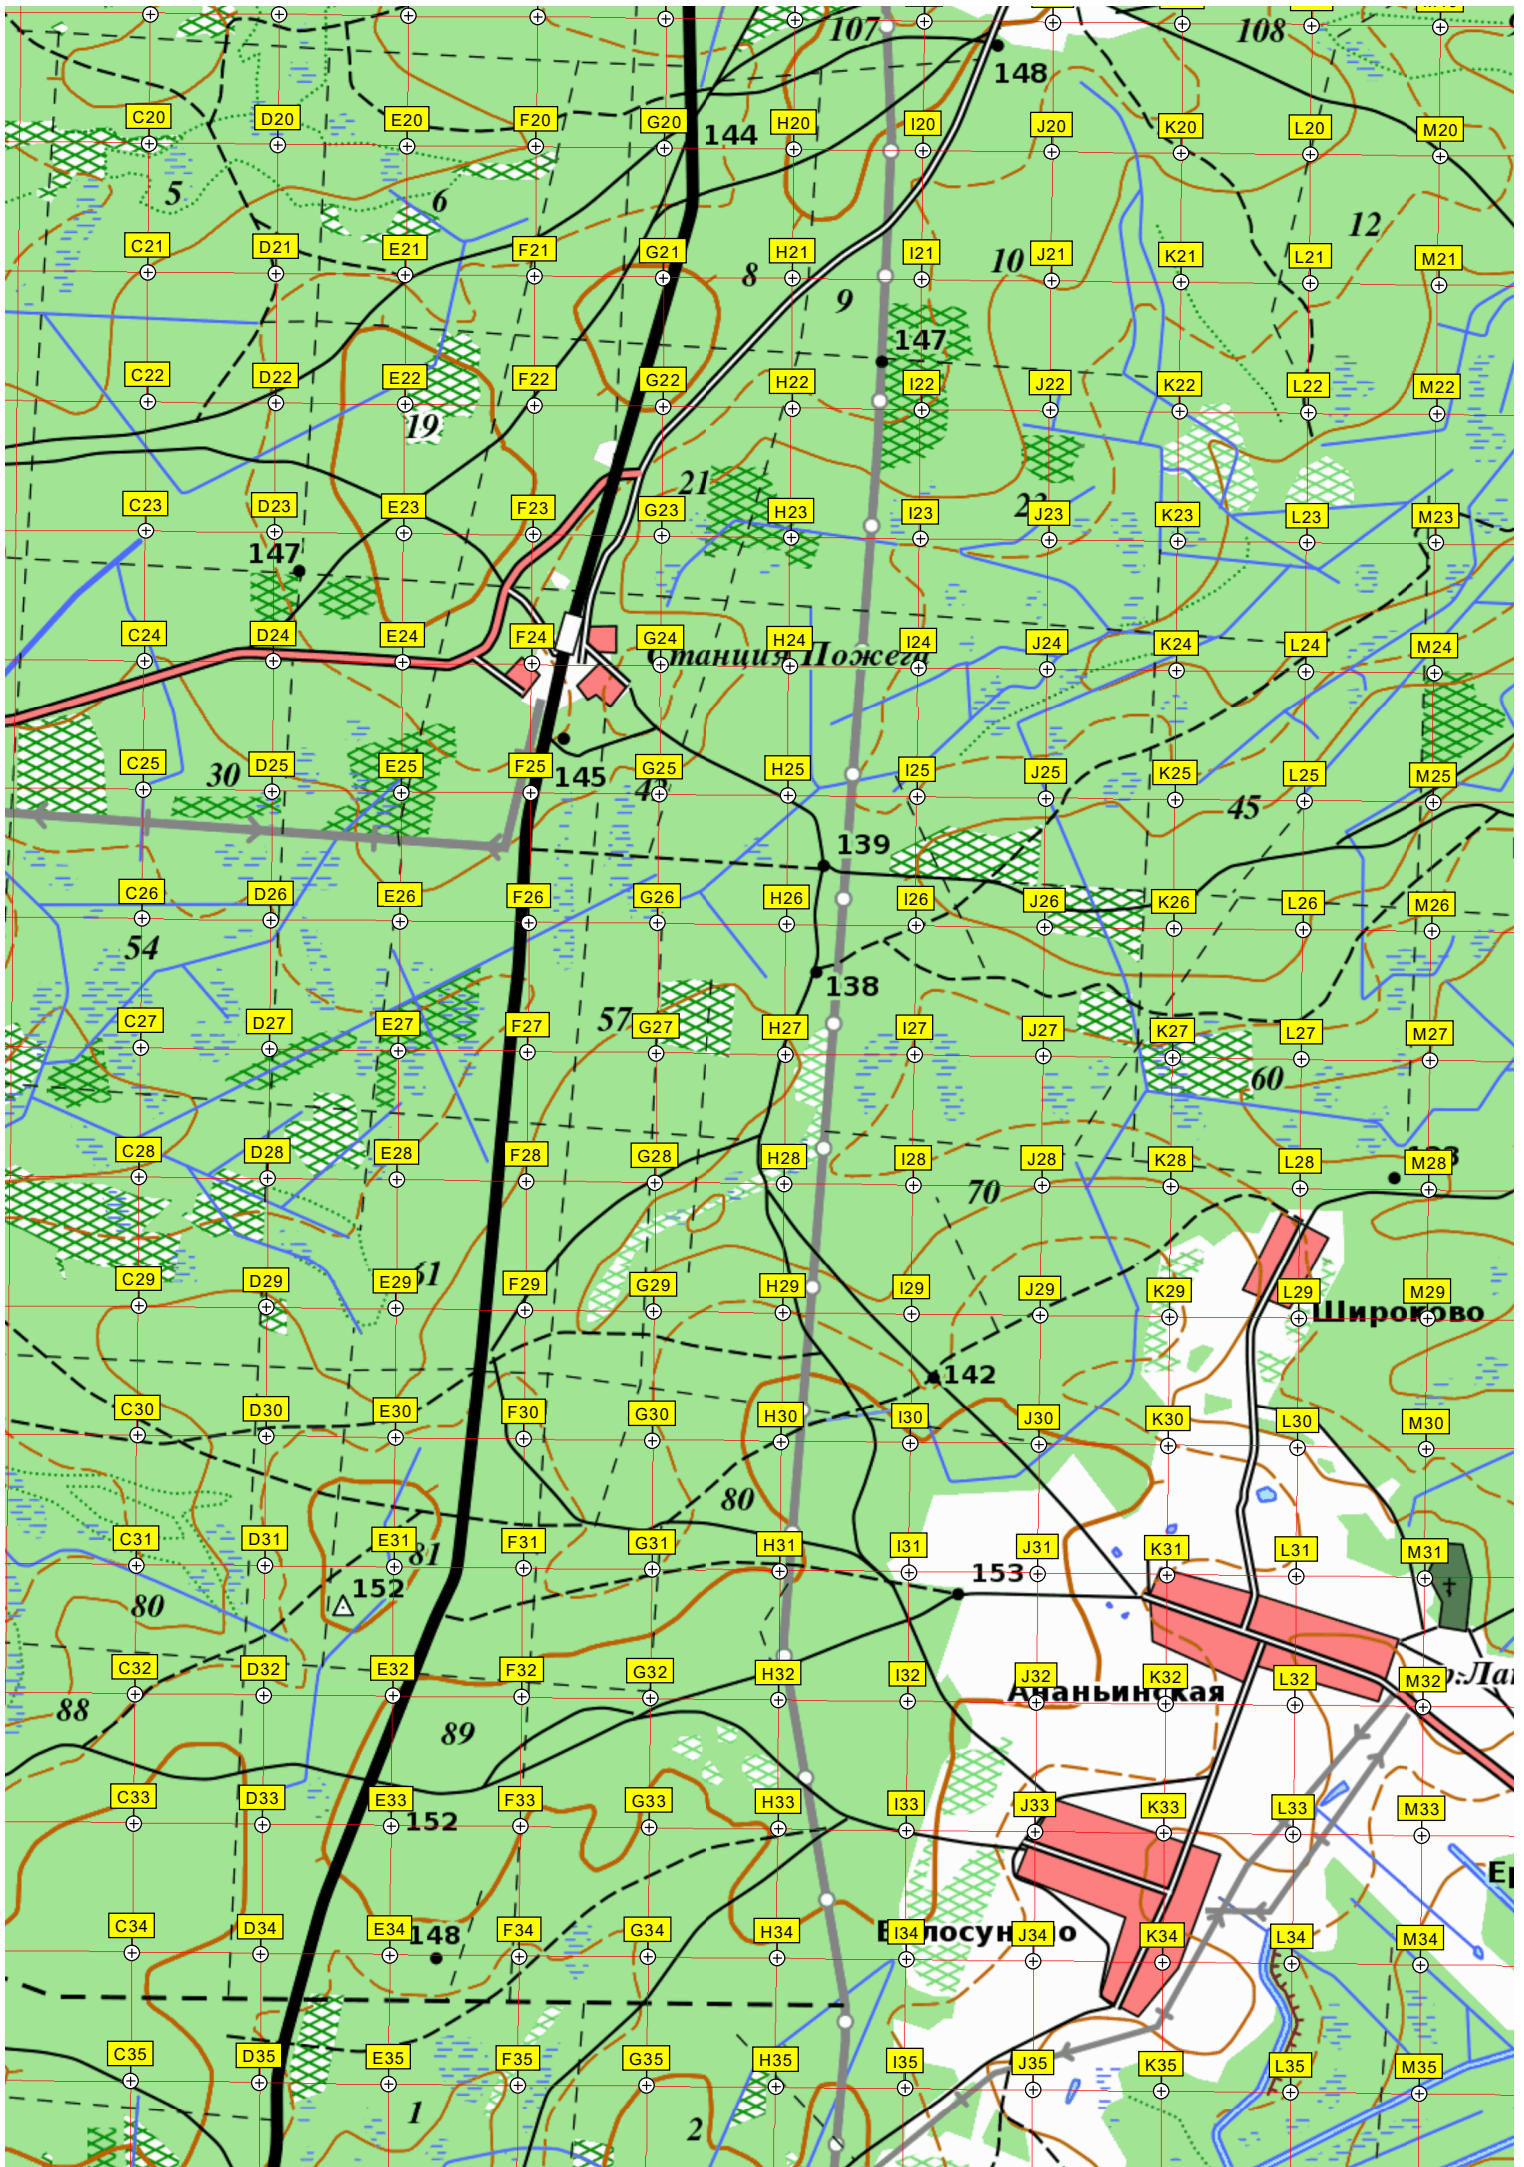 107
108
148
C20 D20 E20 F20 G20 H20 I20 J20 K20 L20 M20
144
5
6
12
C21 D21 E21 F21 G21 H21 I21 J21 K21 L21 M21
8
9
10
147
C22 D22 E22 F22 G22 H22 I22 J22 K22 L22 M22
19
21
C23 D23 E23 F23 G23 H23 I23 J23 K23 L23 M23
147
C24 D24 E24 F24 G24 H24 I24 J24 K24 L24 M24
Станция Пожега
C25 D25 E25 F25 G25 H25 I25 J25 K25 L25 M25
30
145
45
139
C26 D26 E26 F26 G26 H26 I26 J26 K26 L26 M26
54
138
57
C27 D27 E27 F27 G27 H27 I27 J27 K27 L27 M27
60
C28 D28 E28 F28 G28 H28 I28 J28 K28 L28 M28
70
61
C29 D29 E29 F29 G29 H29 I29 J29 K29 L29 M29
Широково
142
C30 D30 E30 F30 G30 H30 I30 J30 K30 L30 M30
80
C31 D31 E31 F31 G31 H31 I31 J31 K31 L31 M31
81
152
153
80
C32 D32 E32 F32 G32 H32 I32 J32 K32 L32 M32
Ананьинская
88
89
C33 D33 E33 F33 G33 H33 I33 J33 K33 L33 M33
152
C34 D34 E34 F34 G34 H34 I34 J34 K34 L34 M34
148
C35 D35 E35 F35 G35 H35 I35 J35 K35 L35 M35
1
2